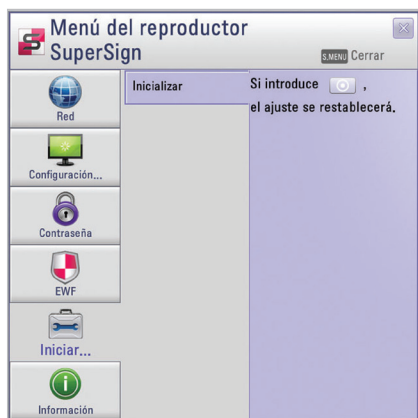 Menú del reproductor
SuperSign
S.MENU Cerrar
Red
Configuración...
Contraseña
EWF
Iniciar...
Información
Inicializar
Si introduce ,
el ajuste se restablecerá.